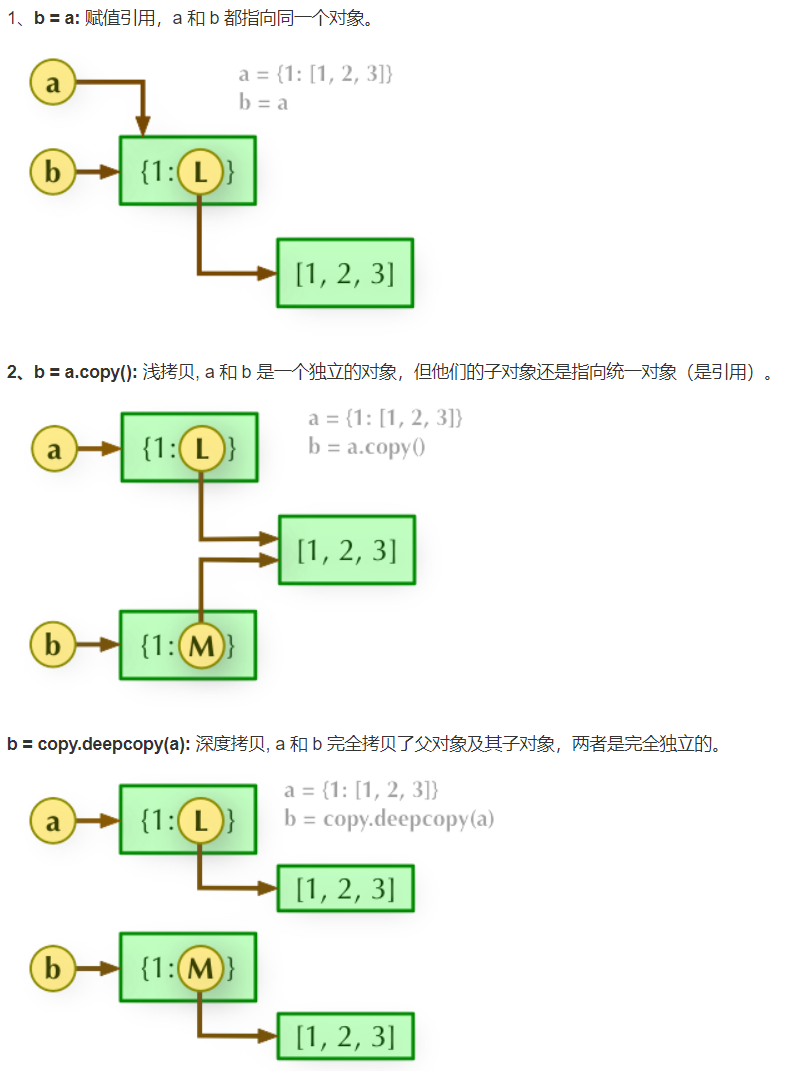 1、b = a: 赋值引用，a 和 b 都指向同一个对象。
a = {1: [1, 2, 3]}
b = a
a
b
{1: L }
[1, 2, 3]
2、b = a.copy(): 浅拷贝, a 和 b 是一个独立的对象，但他们的子对象还是指向统一对象（是引用）。
a = {1: [1, 2, 3]}
b = a.copy()
a
{1: L }
[1, 2, 3]
b
{1: M }
b = copy.deepcopy(a): 深度拷贝, a 和 b 完全拷贝了父对象及其子对象，两者是完全独立的。
a = {1: [1, 2, 3]}
b = copy.deepcopy(a)
a
{1: L }
[1, 2, 3]
b
{1: M }
[1, 2, 3]